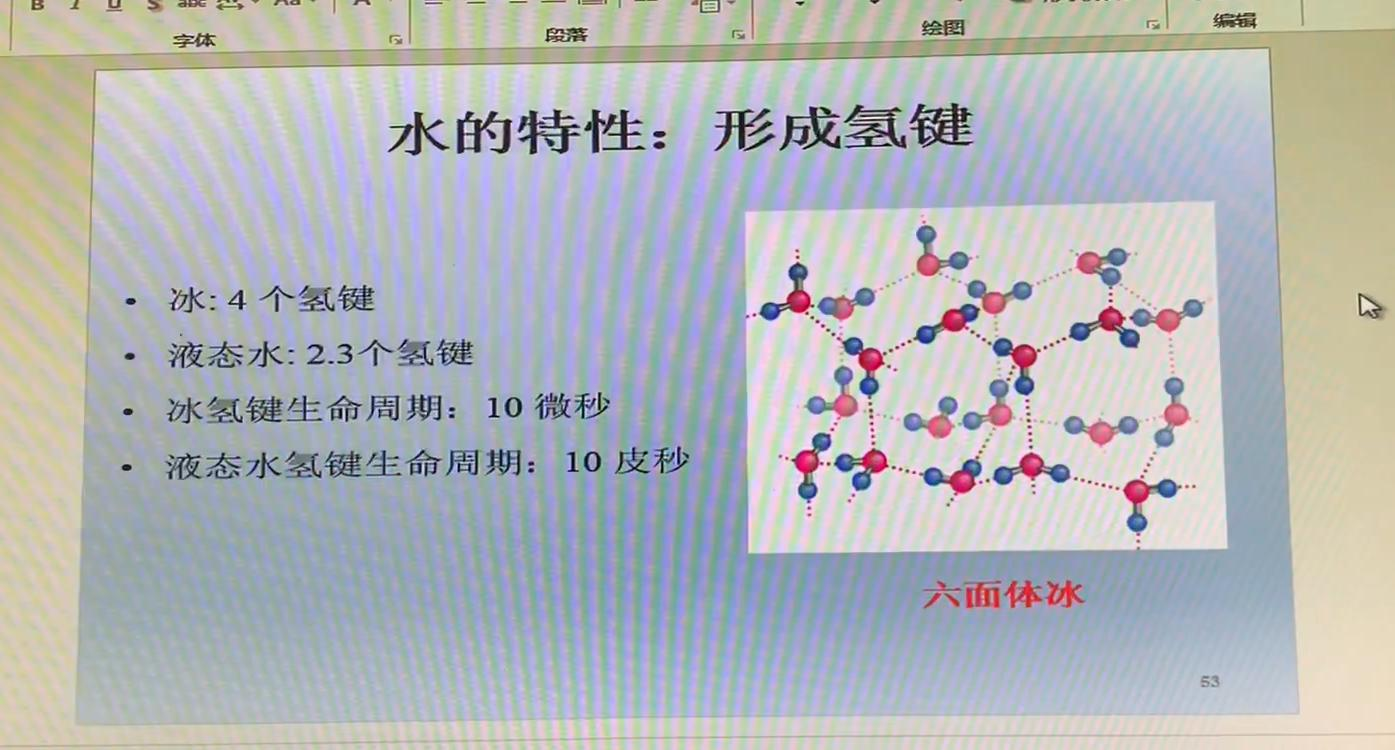 B I U S abc Aa A
字体 段落 绘图 编辑
水的特性：形成氢键
• 冰: 4 个氢键
• 液态水: 2.3个氢键
• 冰氢键生命周期：10 微秒
• 液态水氢键生命周期：10 皮秒
六面体冰
53